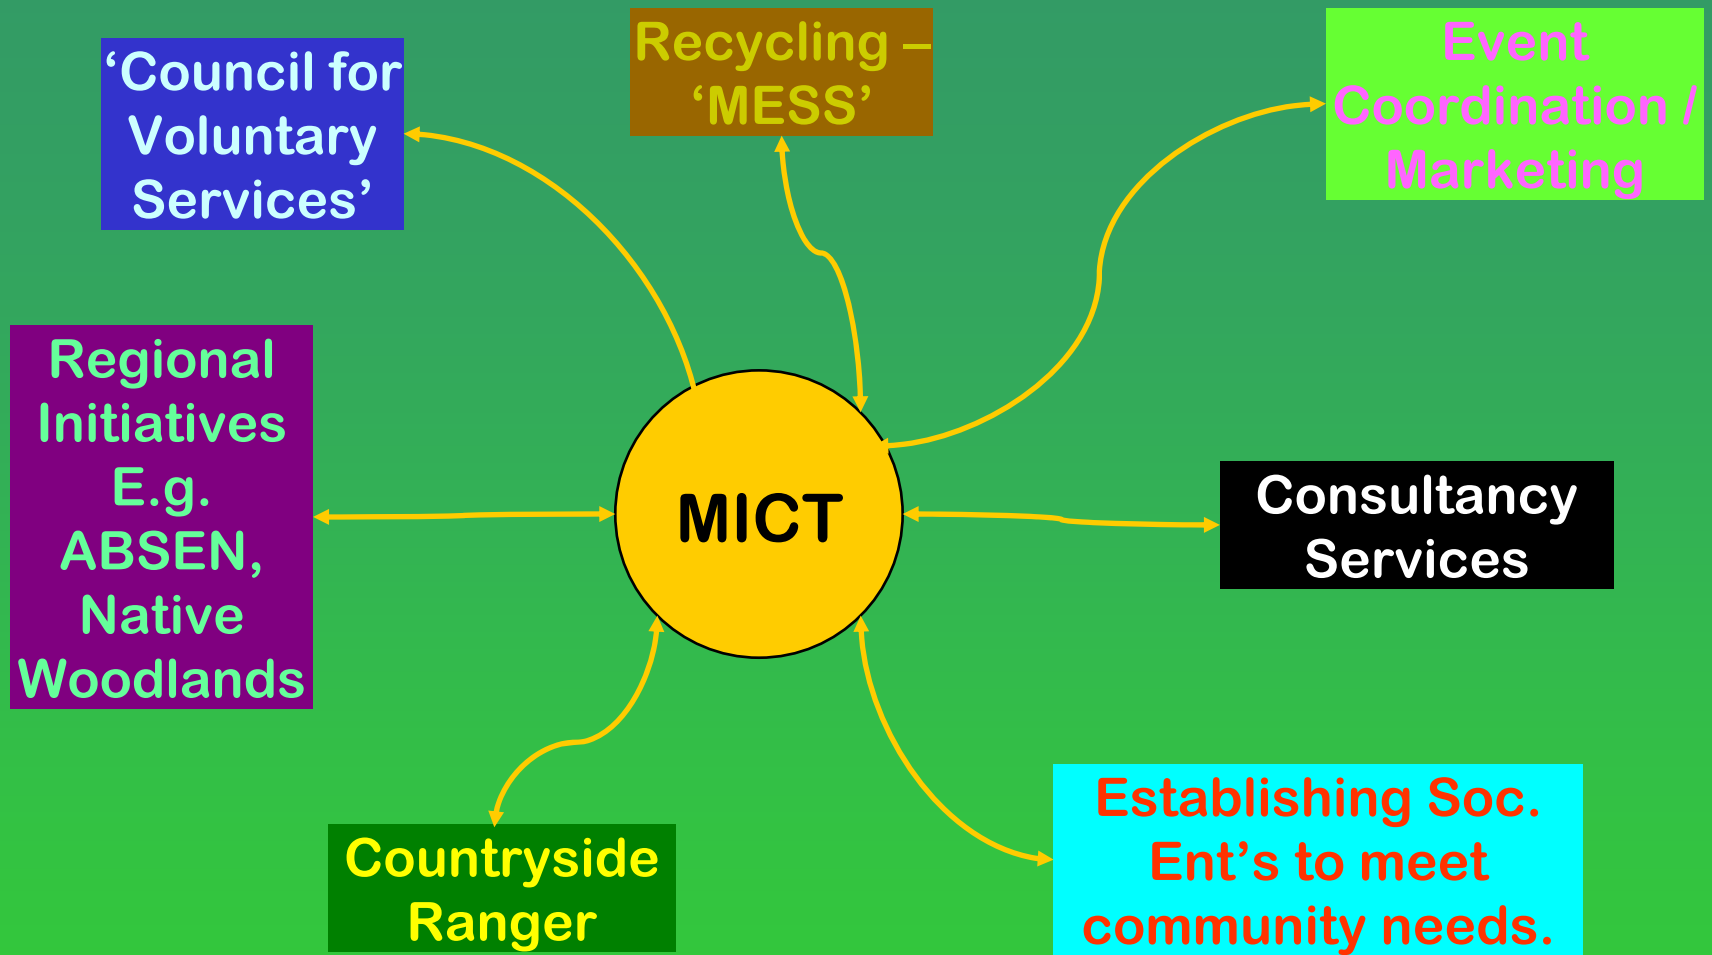 ‘Council for
Voluntary
Services’
Recycling –
‘MESS’
Event
Coordination /
Marketing
Regional
Initiatives
E.g.
ABSEN,
Native
Woodlands
MICT
Consultancy
Services
Countryside
Ranger
Establishing Soc.
Ent’s to meet
community needs.